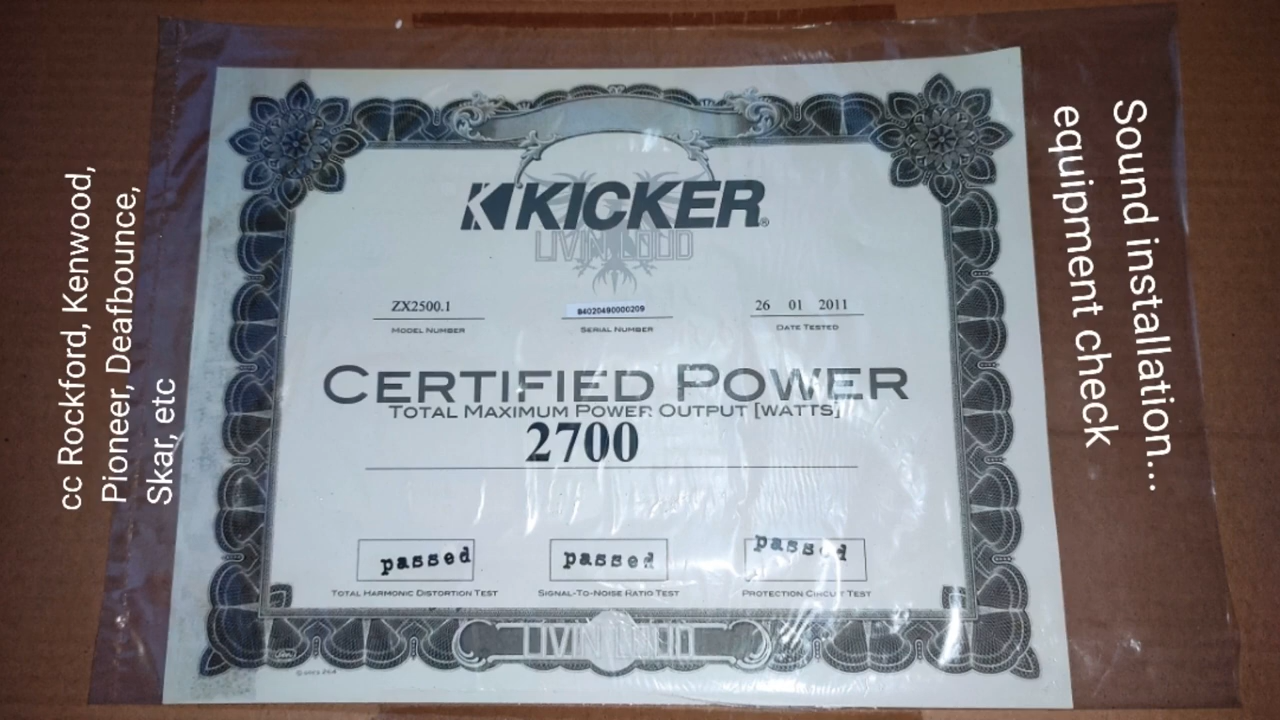 KICKER
LIVIN LOUD
ZX2500.1
MODEL NUMBER
84020490000209
SERIAL NUMBER
26 01 2011
DATE TESTED
CERTIFIED POWER
TOTAL MAXIMUM POWER OUTPUT [WATTS]
2700
passed
TOTAL HARMONIC DISTORTION TEST
passed
SIGNAL-TO-NOISE RATIO TEST
passed
PROTECTION CIRCUIT TEST
LIVIN LOUD
Sound installation...
equipment check
cc Rockford, Kenwood,
Pioneer, Deafbounce,
Skar, etc